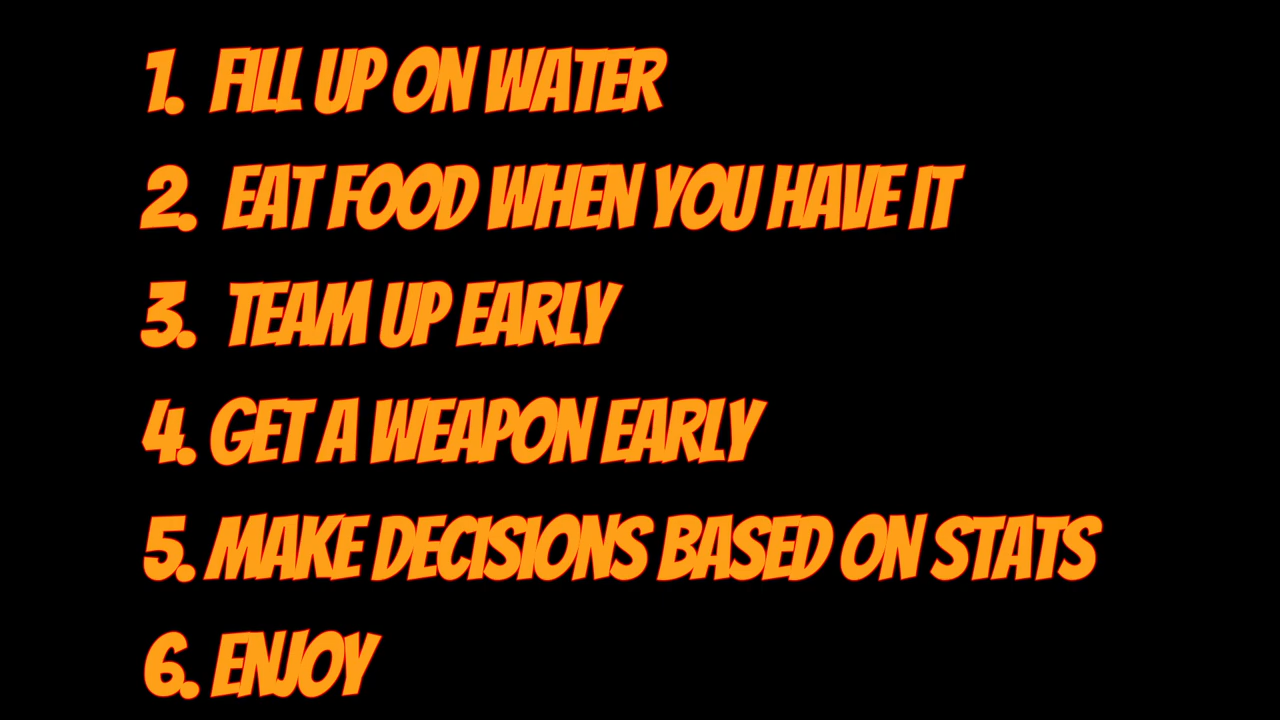 1. FILL UP ON WATER
2. EAT FOOD WHEN YOU HAVE IT
3. TEAM UP EARLY
4. GET A WEAPON EARLY
5. MAKE DECISIONS BASED ON STATS
6. ENJOY